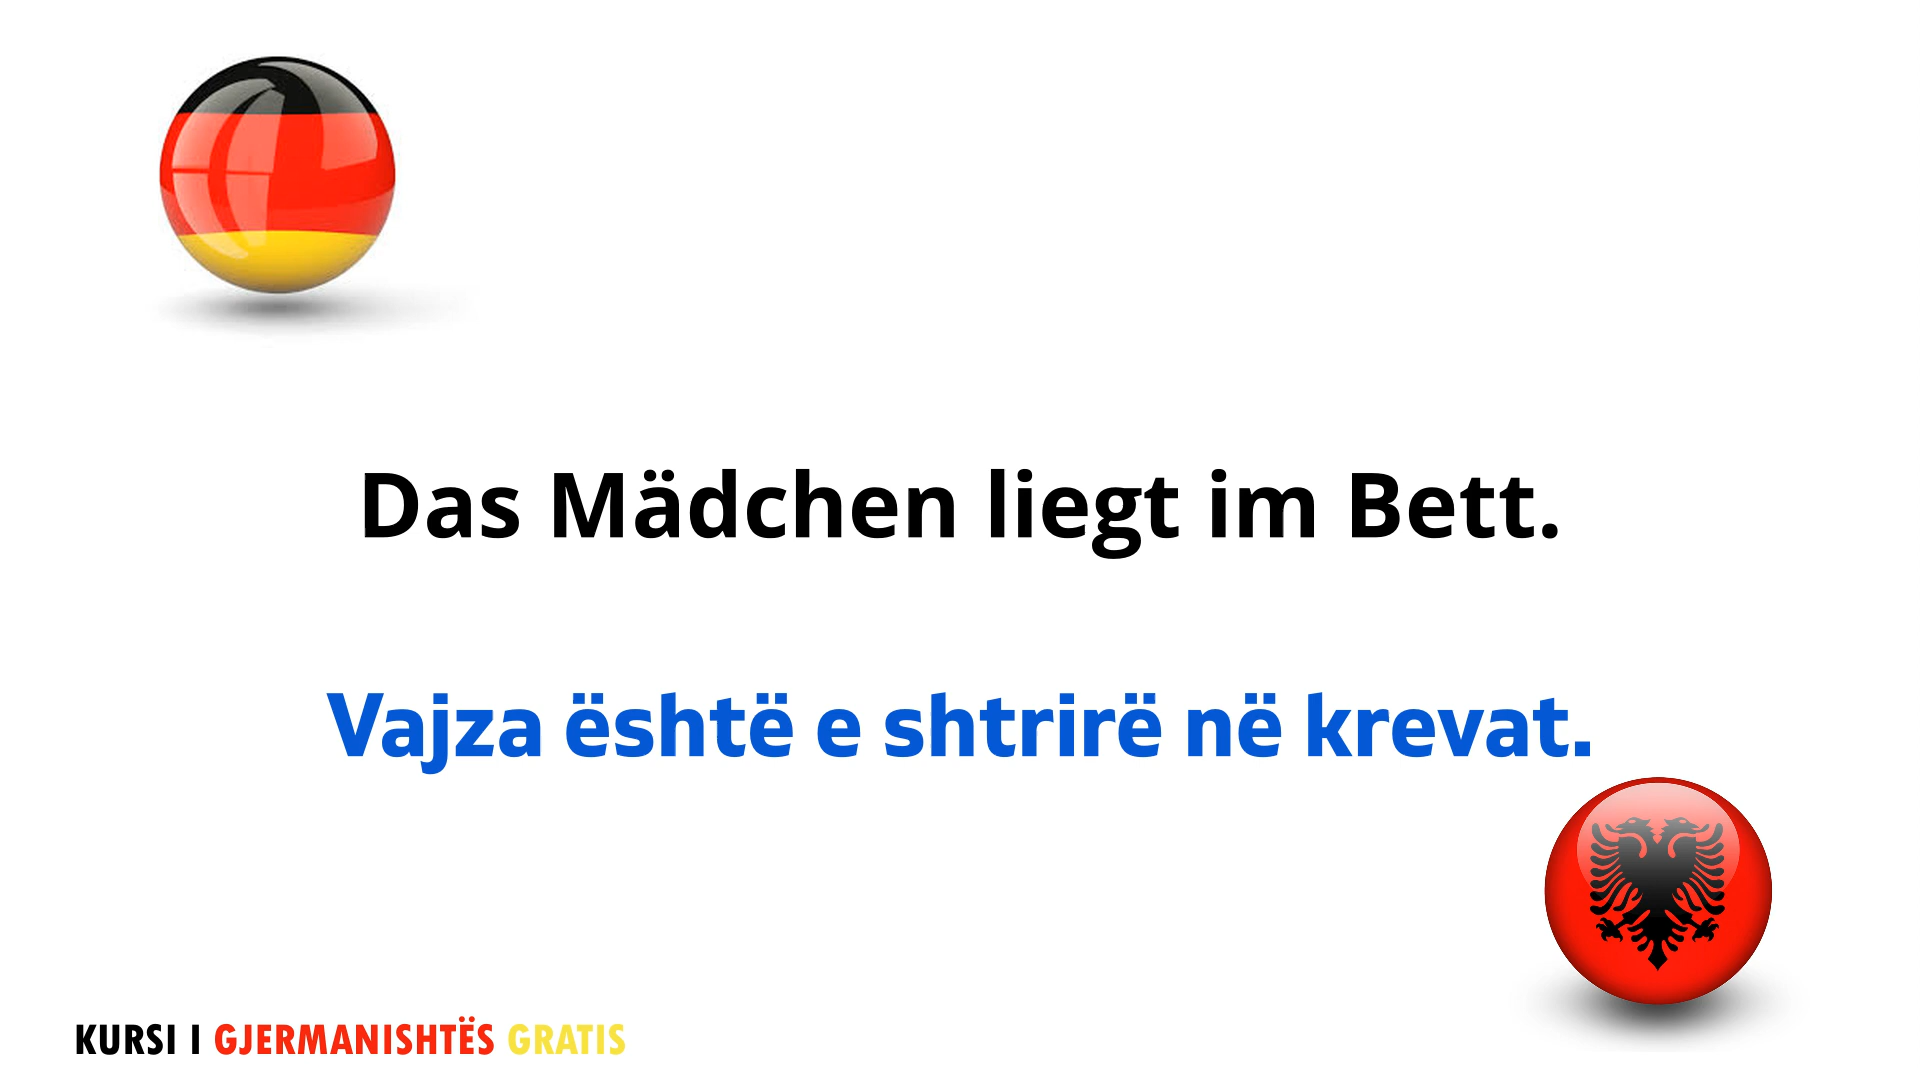 Das Mädchen liegt im Bett.
Vajza është e shtrirë në krevat.
KURSI I GJERMANISHTËS GRATIS